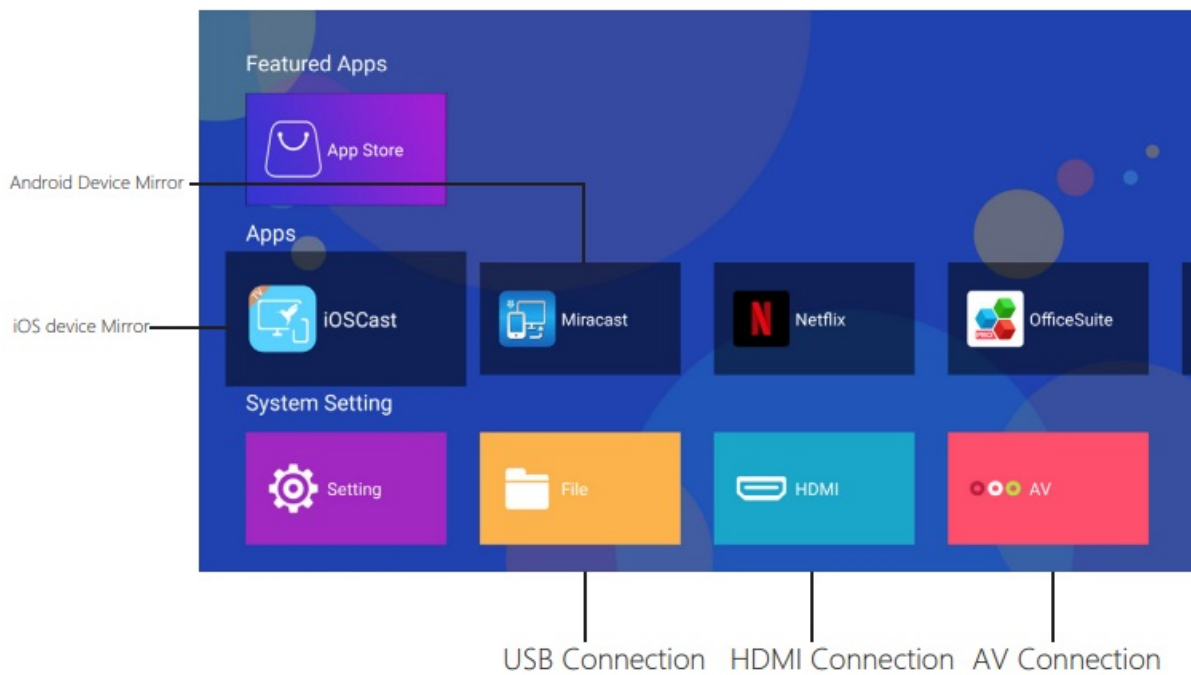 Featured Apps
App Store
Android Device Mirror
Apps
iOSCast
Miracast
Netflix
OfficeSuite
iOS device Mirror
System Setting
Setting
File
HDMI
AV
USB Connection
HDMI Connection
AV Connection